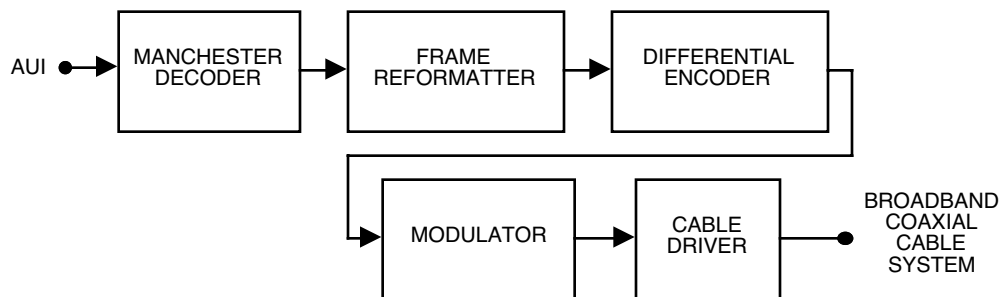 AUI
MANCHESTER
DECODER
FRAME
REFORMATTER
DIFFERENTIAL
ENCODER
MODULATOR
CABLE
DRIVER
BROADBAND
COAXIAL
CABLE
SYSTEM